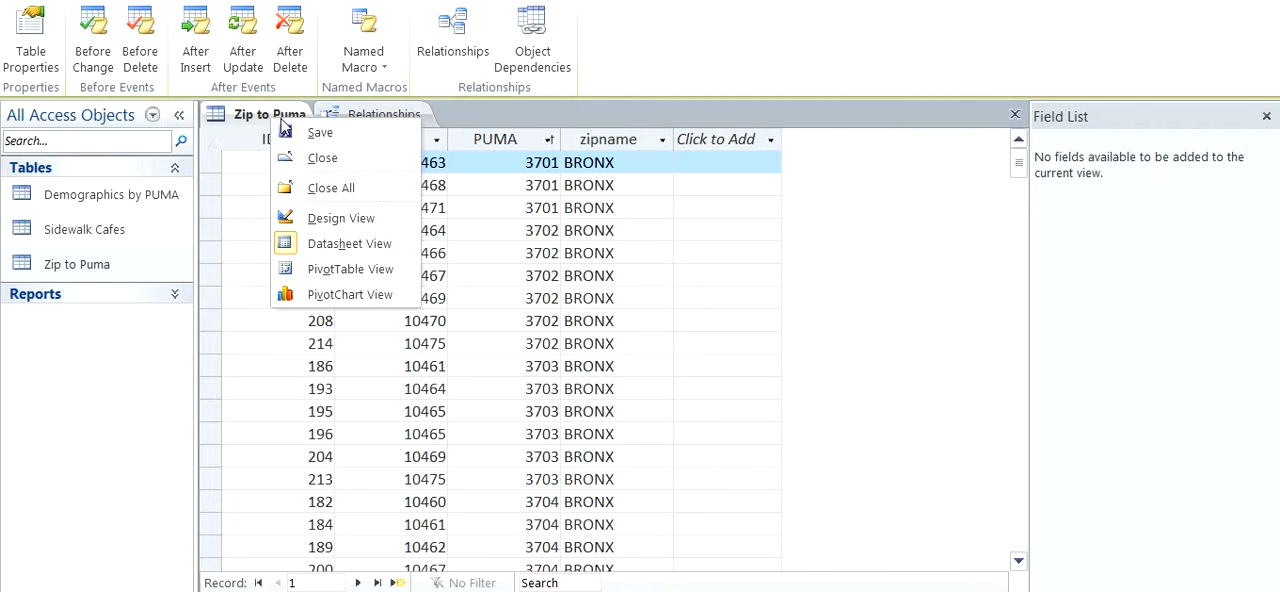 Table Properties
Before Change
Before Delete
After Insert
After Update
After Delete
Named Macro
Relationships
Object Dependencies
Properties
Before Events
After Events
Named Macros
Relationships
All Access Objects
Search...
Tables
Demographics by PUMA
Sidewalk Cafes
Zip to Puma
Reports
Zip to Puma
Relationships
PUMA zipname Click to Add
Save
Close
Close All
Design View
Datasheet View
PivotTable View
PivotChart View
463 3701 BRONX
468 3701 BRONX
471 3701 BRONX
464 3702 BRONX
466 3702 BRONX
467 3702 BRONX
469 3702 BRONX
208 10470 3702 BRONX
214 10475 3702 BRONX
186 10461 3703 BRONX
193 10464 3703 BRONX
195 10465 3703 BRONX
196 10465 3703 BRONX
204 10469 3703 BRONX
213 10475 3703 BRONX
182 10460 3704 BRONX
184 10461 3704 BRONX
189 10462 3704 BRONX
200 10467 3704 BRONX
Record: 1 No Filter Search
Field List
No fields available to be added to the
current view.